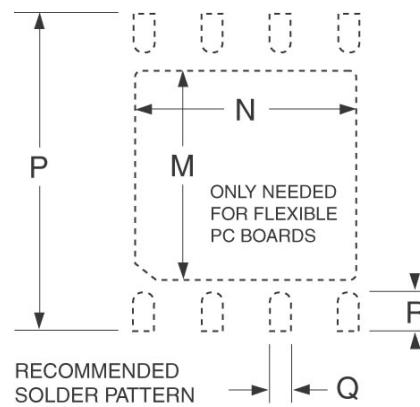 N
P
M
ONLY NEEDED
FOR FLEXIBLE
PC BOARDS
R
RECOMMENDED
SOLDER PATTERN
Q